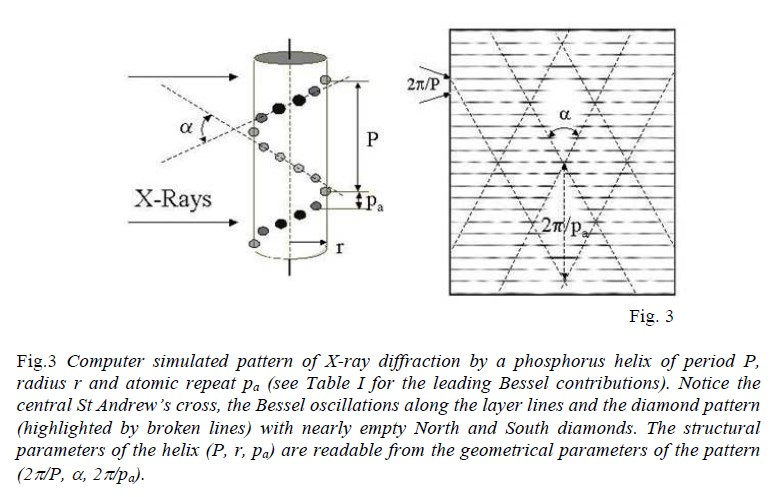 2π/P
α
P
α
X-Rays
pa
2π/pa
r
Fig. 3
Fig.3 Computer simulated pattern of X-ray diffraction by a phosphorus helix of period P,
radius r and atomic repeat pa (see Table I for the leading Bessel contributions). Notice the
central St Andrew's cross, the Bessel oscillations along the layer lines and the diamond pattern
(highlighted by broken lines) with nearly empty North and South diamonds. The structural
parameters of the helix (P, r, pa) are readable from the geometrical parameters of the pattern
(2π/P, α, 2π/pa).